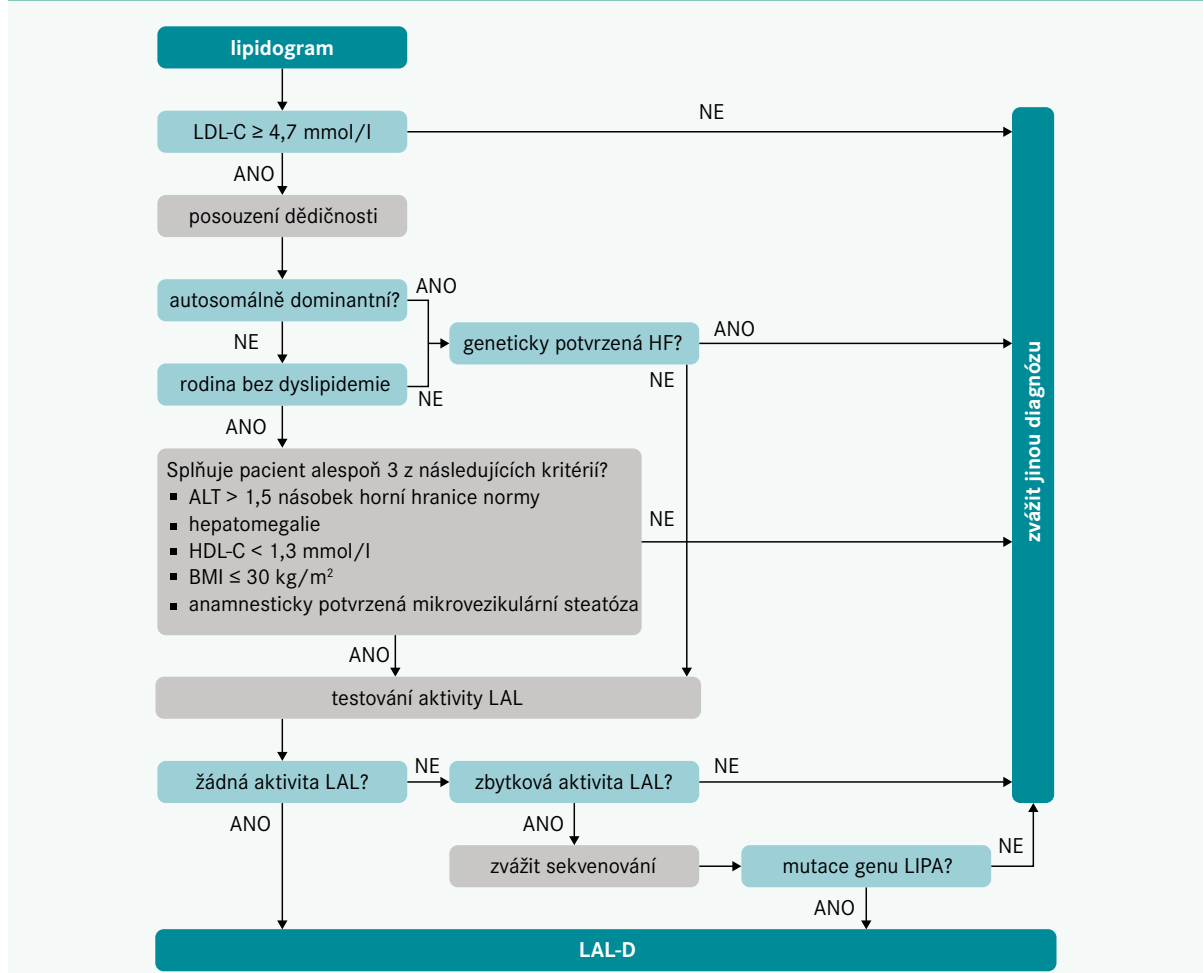 lipidogram
LDL-C ≥ 4,7 mmol/l
NE
ANO
posouzení dědičnosti
autosomálně dominantní?
ANO
NE
geneticky potvrzená HF?
ANO
rodina bez dyslipidemie
NE
NE
ANO
Splňuje pacient alespoň 3 z následujících kritérií?
▪ ALT > 1,5 násobek horní hranice normy
▪ hepatomegalie
▪ HDL-C < 1,3 mmol/l
▪ BMI ≤ 30 kg/m²
▪ anamnesticky potvrzená mikrovezikulární steatóza
NE
ANO
testování aktivity LAL
žádná aktivita LAL?
NE
zbytková aktivita LAL?
NE
ANO
ANO
zvážit sekvenování
mutace genu LIPA?
NE
ANO
LAL-D
zvážit jinou diagnózu